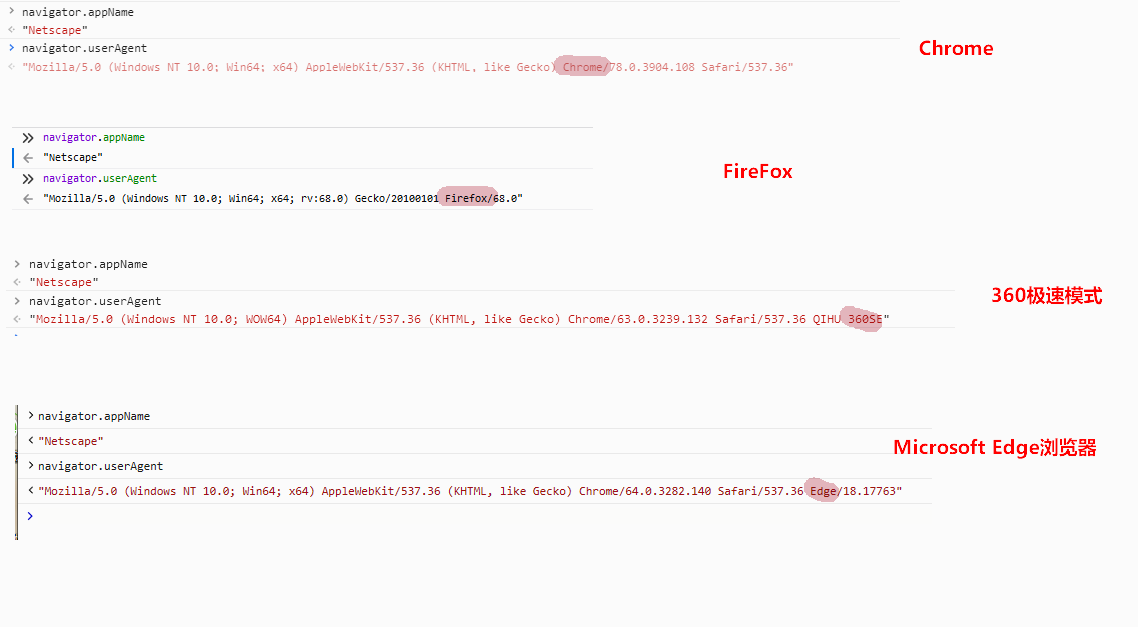 navigator.appName
"Netscape"
navigator.userAgent
Chrome
"Mozilla/5.0 (Windows NT 10.0; Win64; x64) AppleWebKit/537.36 (KHTML, like Gecko) Chrome/78.0.3904.108 Safari/537.36"
navigator.appName
"Netscape"
FireFox
navigator.userAgent
"Mozilla/5.0 (Windows NT 10.0; Win64; x64; rv:68.0) Gecko/20100101 Firefox/68.0"
navigator.appName
"Netscape"
360极速模式
navigator.userAgent
"Mozilla/5.0 (Windows NT 10.0; WOW64) AppleWebKit/537.36 (KHTML, like Gecko) Chrome/63.0.3239.132 Safari/537.36 QIHU 360SE"
navigator.appName
"Netscape"
Microsoft Edge浏览器
navigator.userAgent
"Mozilla/5.0 (Windows NT 10.0; Win64; x64) AppleWebKit/537.36 (KHTML, like Gecko) Chrome/64.0.3282.140 Safari/537.36 Edge/18.17763"